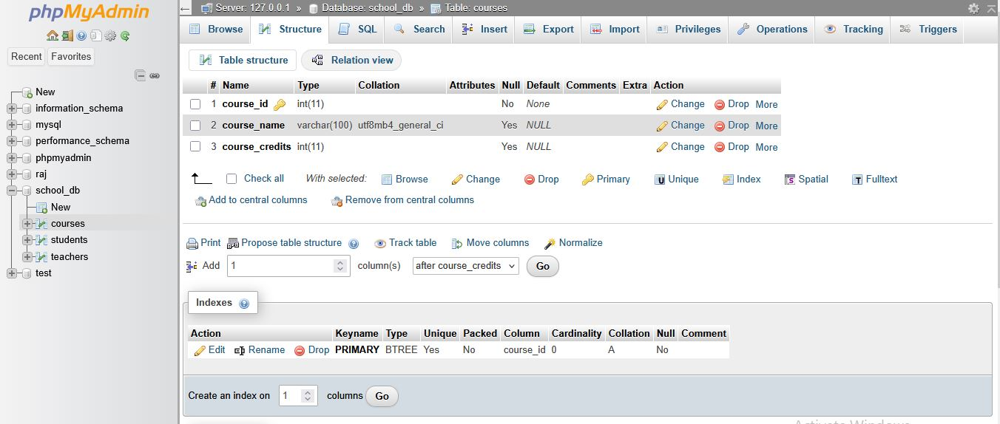 phpMyAdmin
Recent Favorites
New
information_schema
mysql
performance_schema
phpmyadmin
raj
school_db
New
courses
students
teachers
test
Server: 127.0.0.1 » Database: school_db » Table: courses
Browse Structure SQL Search Insert Export Import Privileges Operations Tracking Triggers
Table structure Relation view
# Name Type Collation Attributes Null Default Comments Extra Action
1 course_id int(11) No None Change Drop More
2 course_name varchar(100) utf8mb4_general_ci Yes NULL Change Drop More
3 course_credits int(11) Yes NULL Change Drop More
Check all With selected: Browse Change Drop Primary Unique Index Spatial Fulltext
Add to central columns Remove from central columns
Print Propose table structure Track table Move columns Normalize
Add 1 column(s) after course_credits Go
Indexes
Action Keyname Type Unique Packed Column Cardinality Collation Null Comment
Edit Rename Drop PRIMARY BTREE Yes No course_id 0 A No
Create an index on 1 columns Go